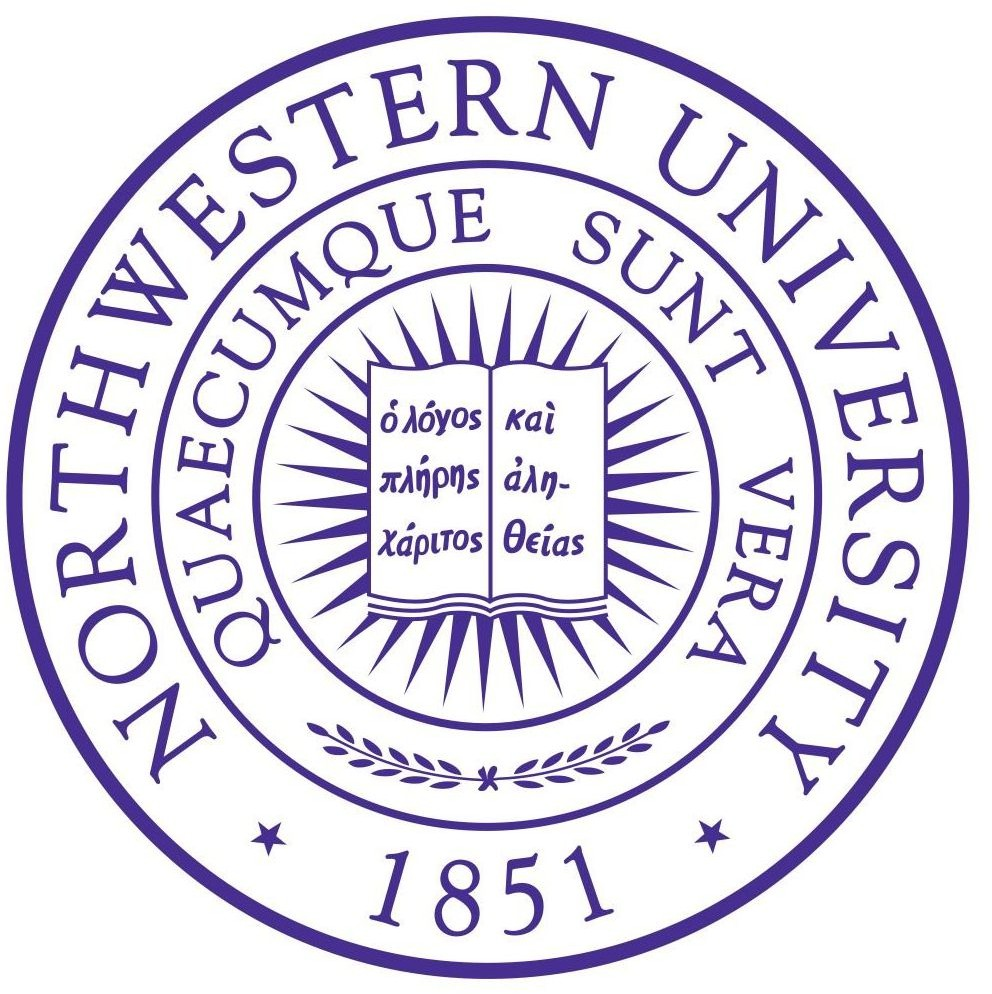 NORTHWESTERN UNIVERSITY
QUAECUMQUE SUNT VERA
ὁ λόγος
πλήρης
χάριτος
καὶ
ἀλη-
θείας
1851